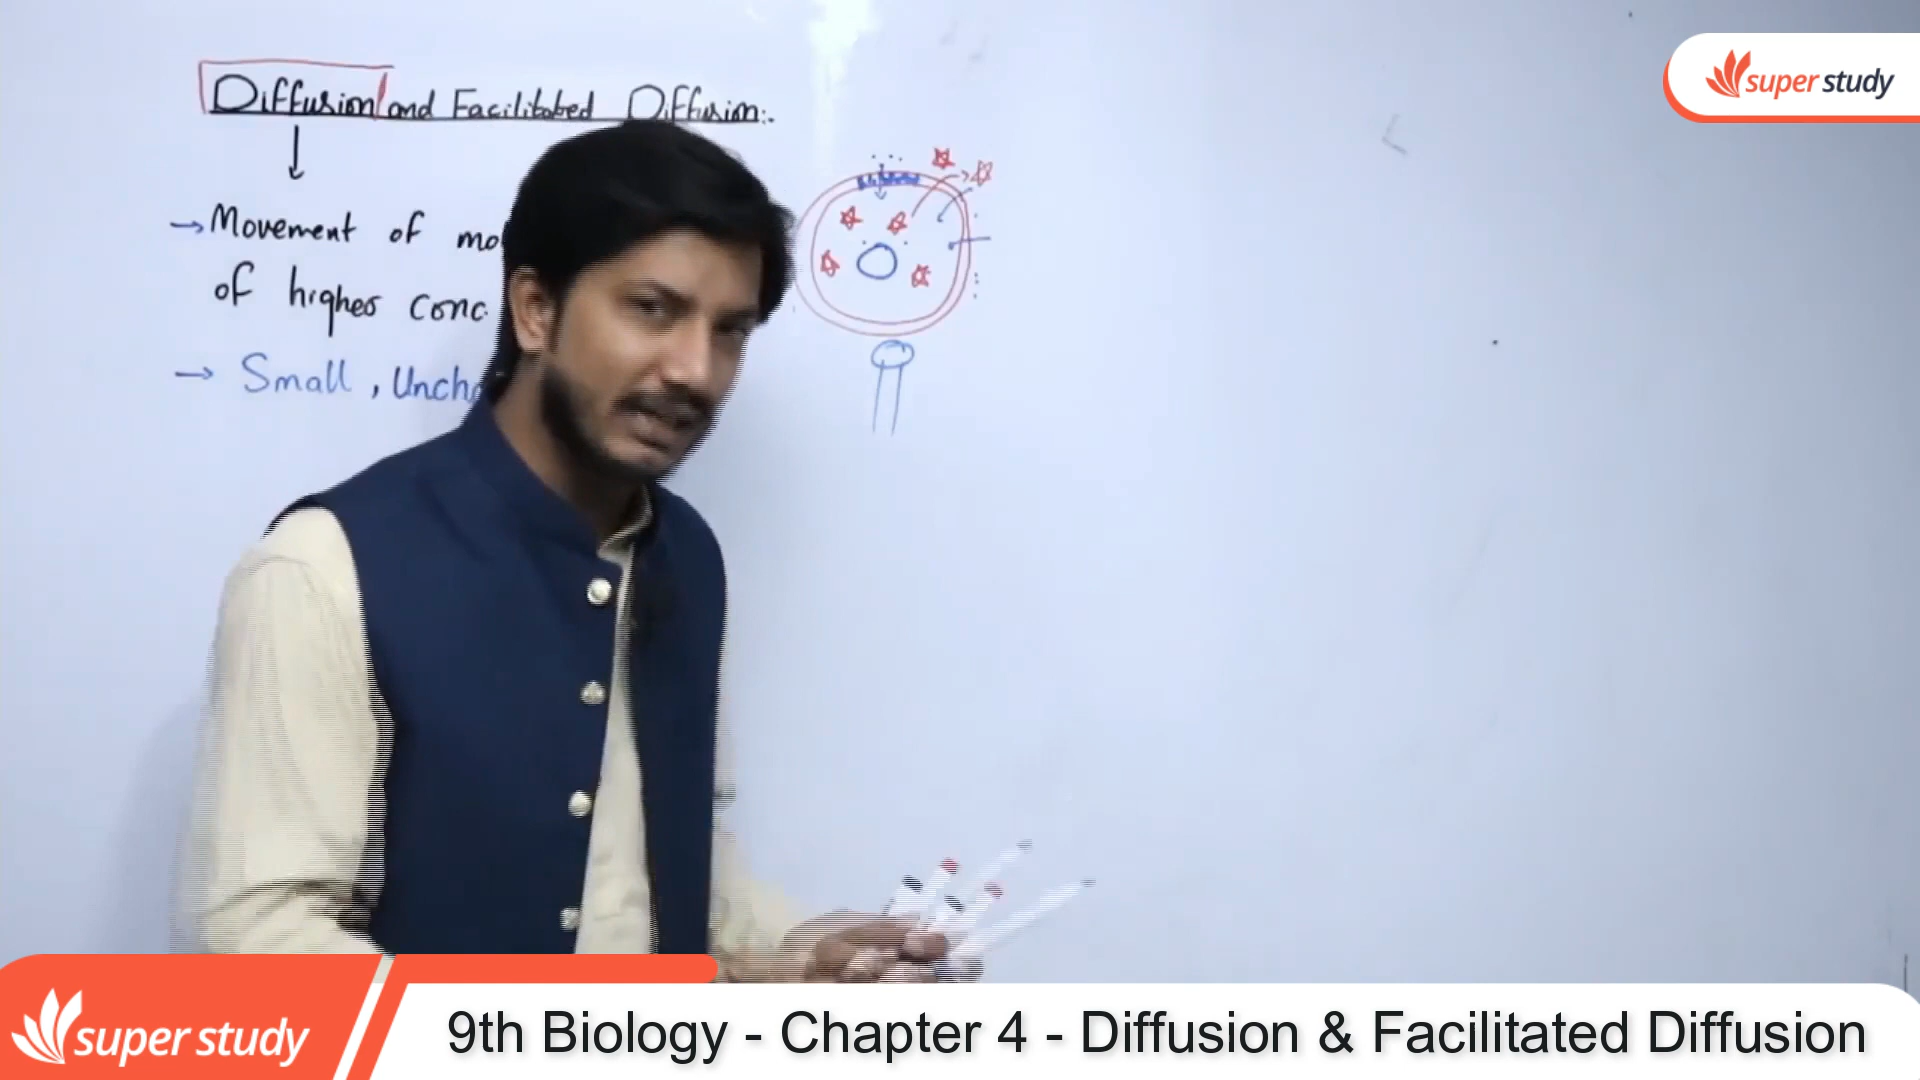 super study
Diffusion and Facilitated Diffusion:-
→ Movement of mo
of higher conc.
→ Small, Uncha
super study
9th Biology - Chapter 4 - Diffusion & Facilitated Diffusion